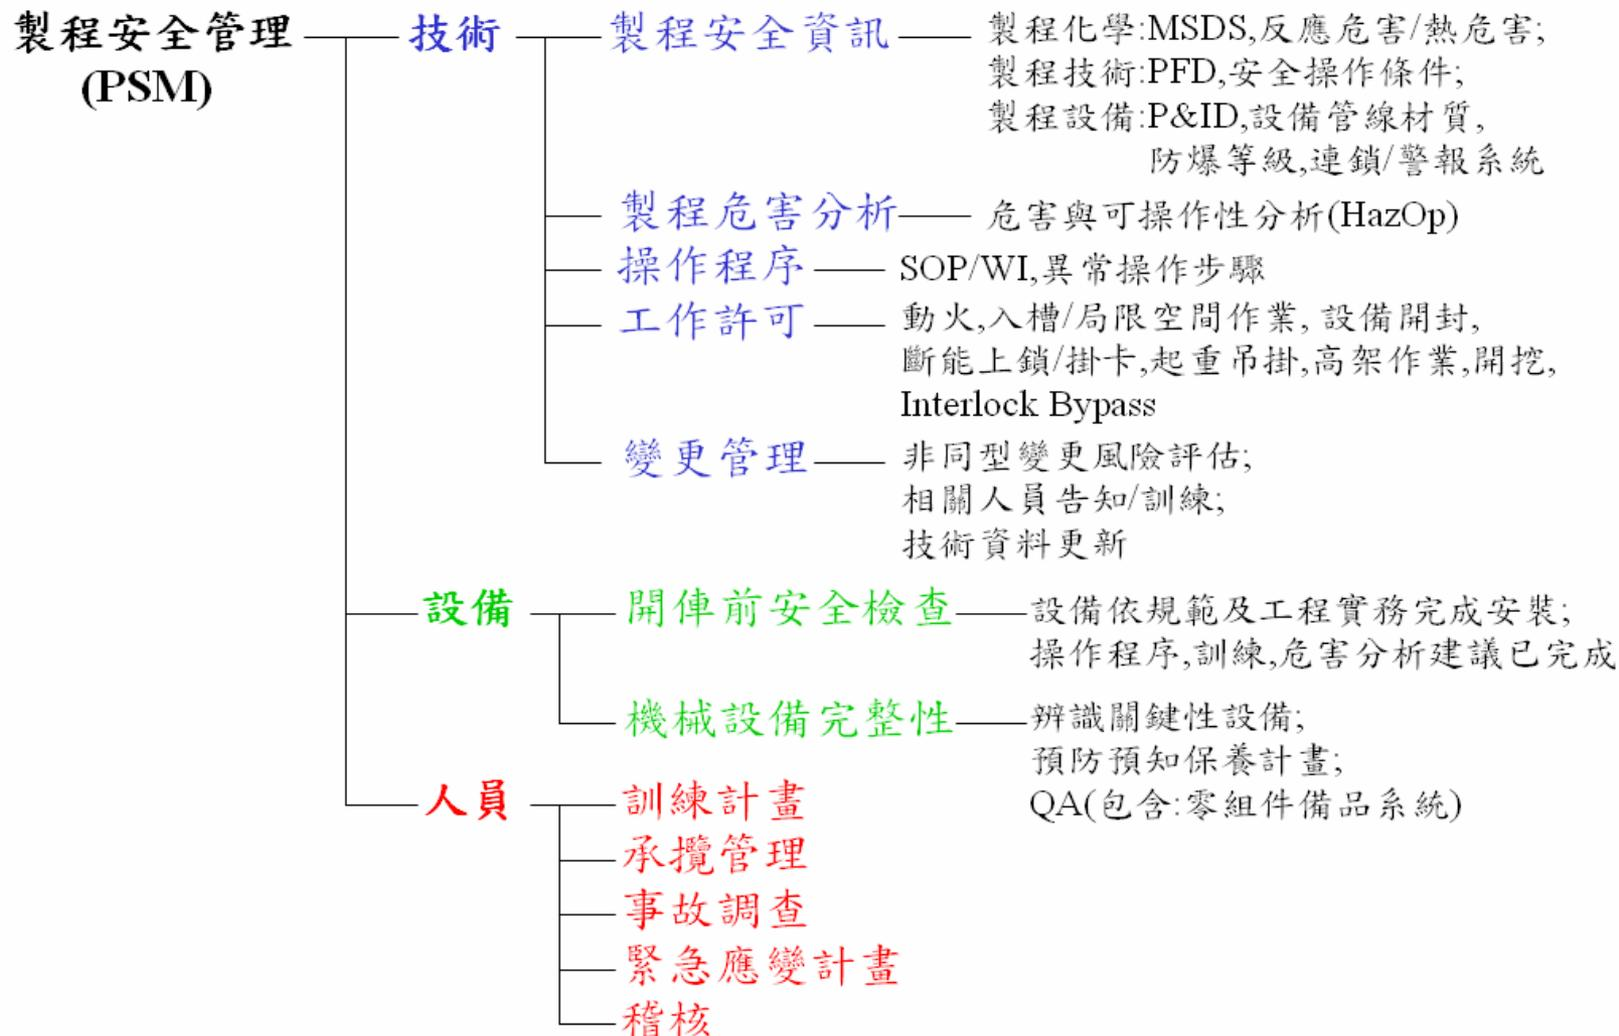 製程安全管理
(PSM)
技術
製程安全資訊
製程化學:MSDS,反應危害/熱危害;
製程技術:PFD,安全操作條件;
製程設備:P&ID,設備管線材質,
防爆等級,連鎖/警報系統
製程危害分析
危害與可操作性分析(HazOp)
操作程序
SOP/WI,異常操作步驟
工作許可
動火,入槽/局限空間作業, 設備開封,
斷能上鎖/掛卡,起重吊掛,高架作業,開挖,
Interlock Bypass
變更管理
非同型變更風險評估;
相關人員告知/訓練;
技術資料更新
設備
開俥前安全檢查
設備依規範及工程實務完成安裝;
操作程序,訓練,危害分析建議已完成
機械設備完整性
辨識關鍵性設備;
預防預知保養計畫;
QA(包含:零組件備品系統)
人員
訓練計畫
承攬管理
事故調查
緊急應變計畫
稽核